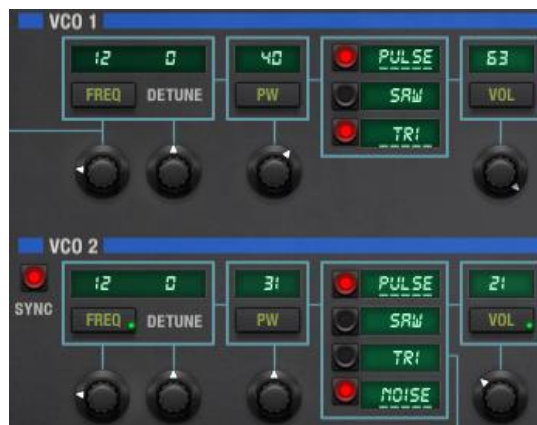 VCO 1
12 0 40 PULSE 63
FREQ DETUNE PW SAW VOL
TRI
VCO 2
SYNC
12 0 31 PULSE 21
FREQ DETUNE PW SAW VOL
TRI
NOISE